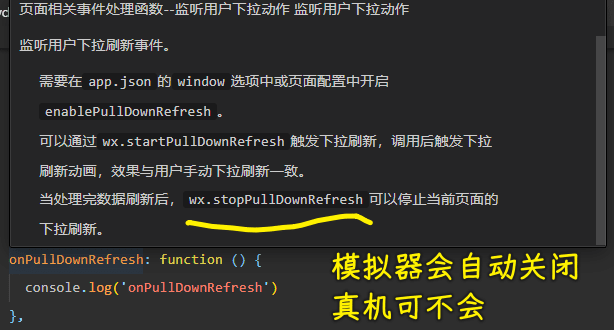 页面相关事件处理函数--监听用户下拉动作 监听用户下拉动作
监听用户下拉刷新事件。
需要在 app.json 的 window 选项中或页面配置中开启
enablePullDownRefresh 。
可以通过 wx.startPullDownRefresh 触发下拉刷新，调用后触发下拉
刷新动画，效果与用户手动下拉刷新一致。
当处理完数据刷新后， wx.stopPullDownRefresh 可以停止当前页面的
下拉刷新。
onPullDownRefresh: function () {
console.log('onPullDownRefresh')
},
模拟器会自动关闭
真机可不会